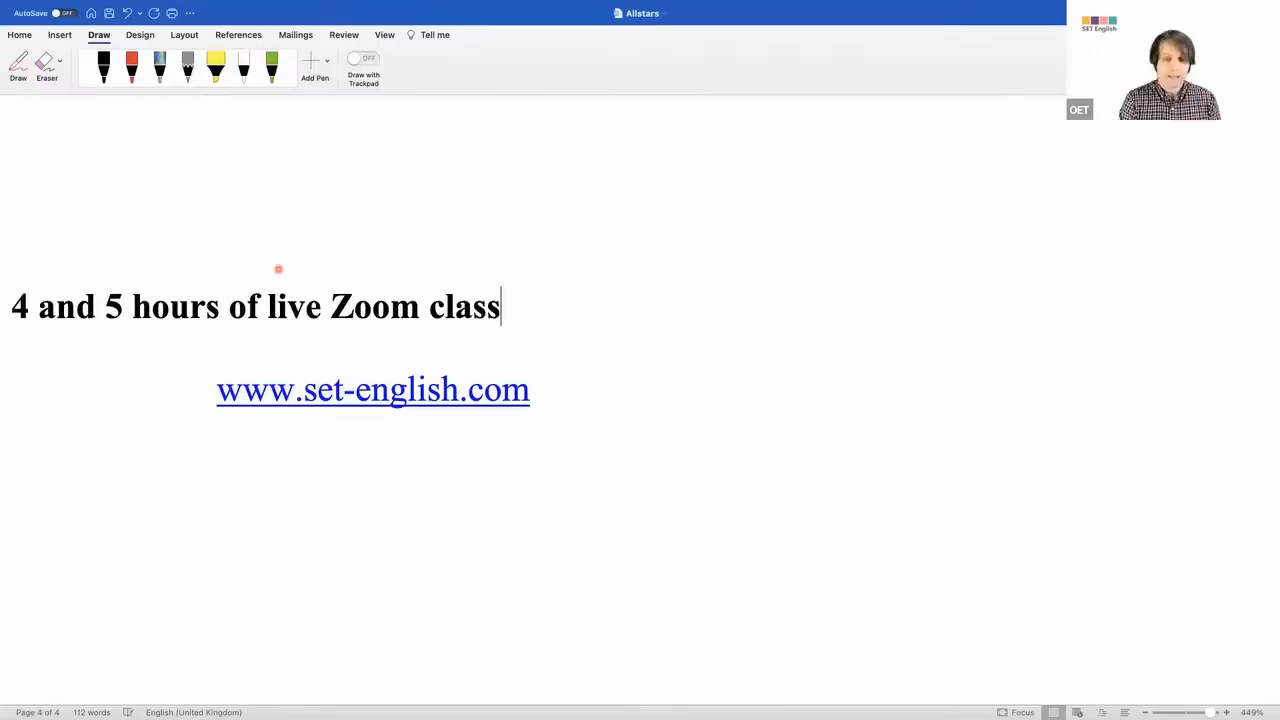 AutoSave OFF
Allstars
Home Insert Draw Design Layout References Mailings Review View Tell me
Draw Eraser Add Pen OFF Draw with Trackpad
SET English
OET
4 and 5 hours of live Zoom class
www.set-english.com
Page 4 of 4 112 words English (United Kingdom) Focus 449%